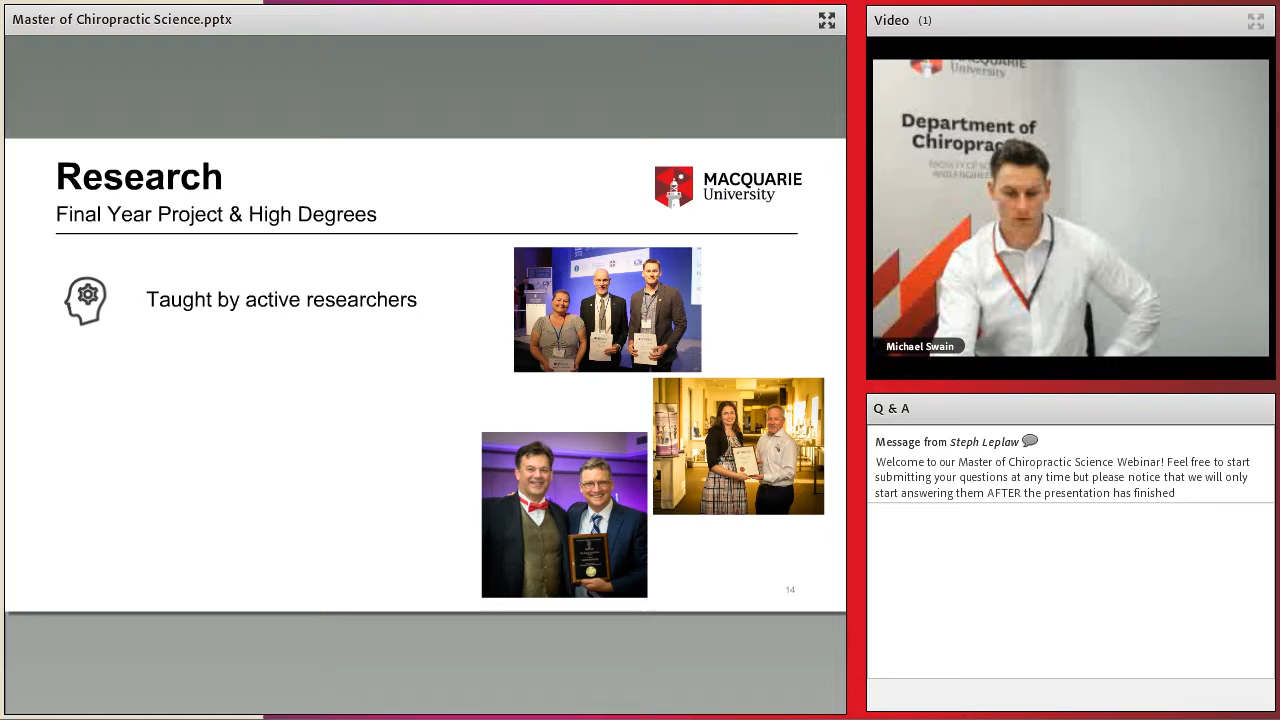 Master of Chiropractic Science.pptx
Research
Final Year Project & High Degrees
MACQUARIE
University
Taught by active researchers
14
Video (1)
MACQUARIE
University
Department of
Chiroprac
Michael Swain
Q & A
Message from Steph Leplaw
Welcome to our Master of Chiropractic Science Webinar! Feel free to start
submitting your questions at any time but please notice that we will only
start answering them AFTER the presentation has finished